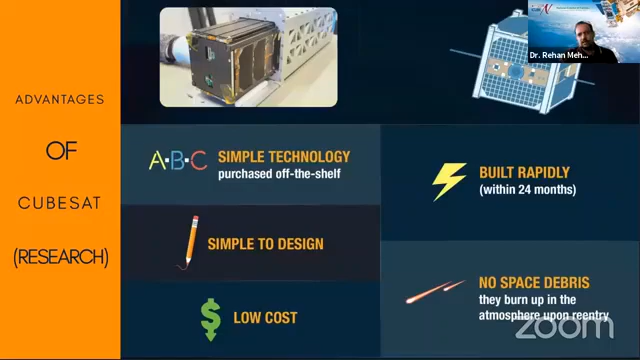 Dr. Rehan Meh...
ADVANTAGES
OF
CUBESAT
(RESEARCH)
A·B·C
SIMPLE TECHNOLOGY
purchased off-the-shelf
SIMPLE TO DESIGN
$
LOW COST
BUILT RAPIDLY
(within 24 months)
NO SPACE DEBRIS
they burn up in the
atmosphere upon reentry
zoom